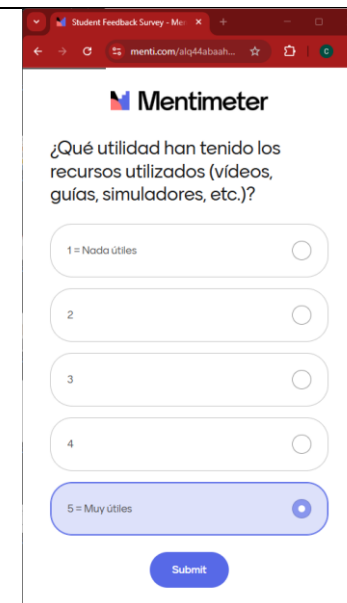 Student Feedback Survey - Me
menti.com/alq44abaah...
C
Mentimeter
¿Qué utilidad han tenido los
recursos utilizados (vídeos,
guías, simuladores, etc.)?
1 = Nada útiles
2
3
4
5 = Muy útiles
Submit